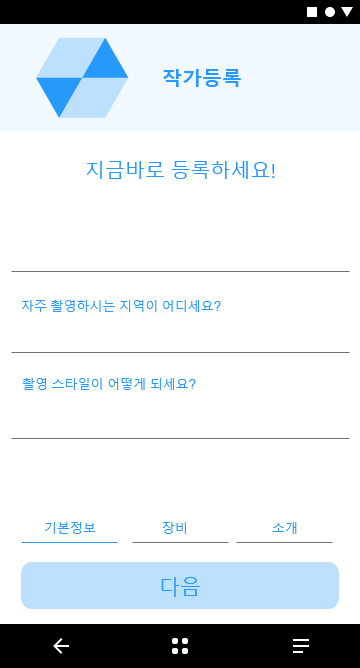 작가등록
지금바로 등록하세요!
자주 촬영하시는 지역이 어디세요?
촬영 스타일이 어떻게 되세요?
기본정보 장비 소개
다음